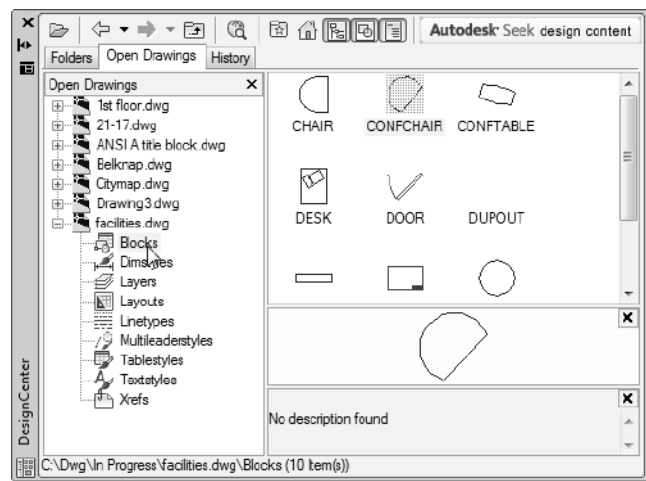 Autodesk® Seek design content
Folders Open Drawings History
Open Drawings
1st floor.dwg
21-17.dwg
ANSI A title block.dwg
Belknap.dwg
Citymap.dwg
Drawing3.dwg
facilities.dwg
Blocks
Dimstyles
Layers
Layouts
Linetypes
Multileaderstyles
Tablestyles
Textstyles
Xrefs
CHAIR CONFCHAIR CONFTABLE
DESK DOOR DUPOUT
No description found
DesignCenter
C:\Dwg\In Progress\facilities.dwg\Blocks (10 Item(s))